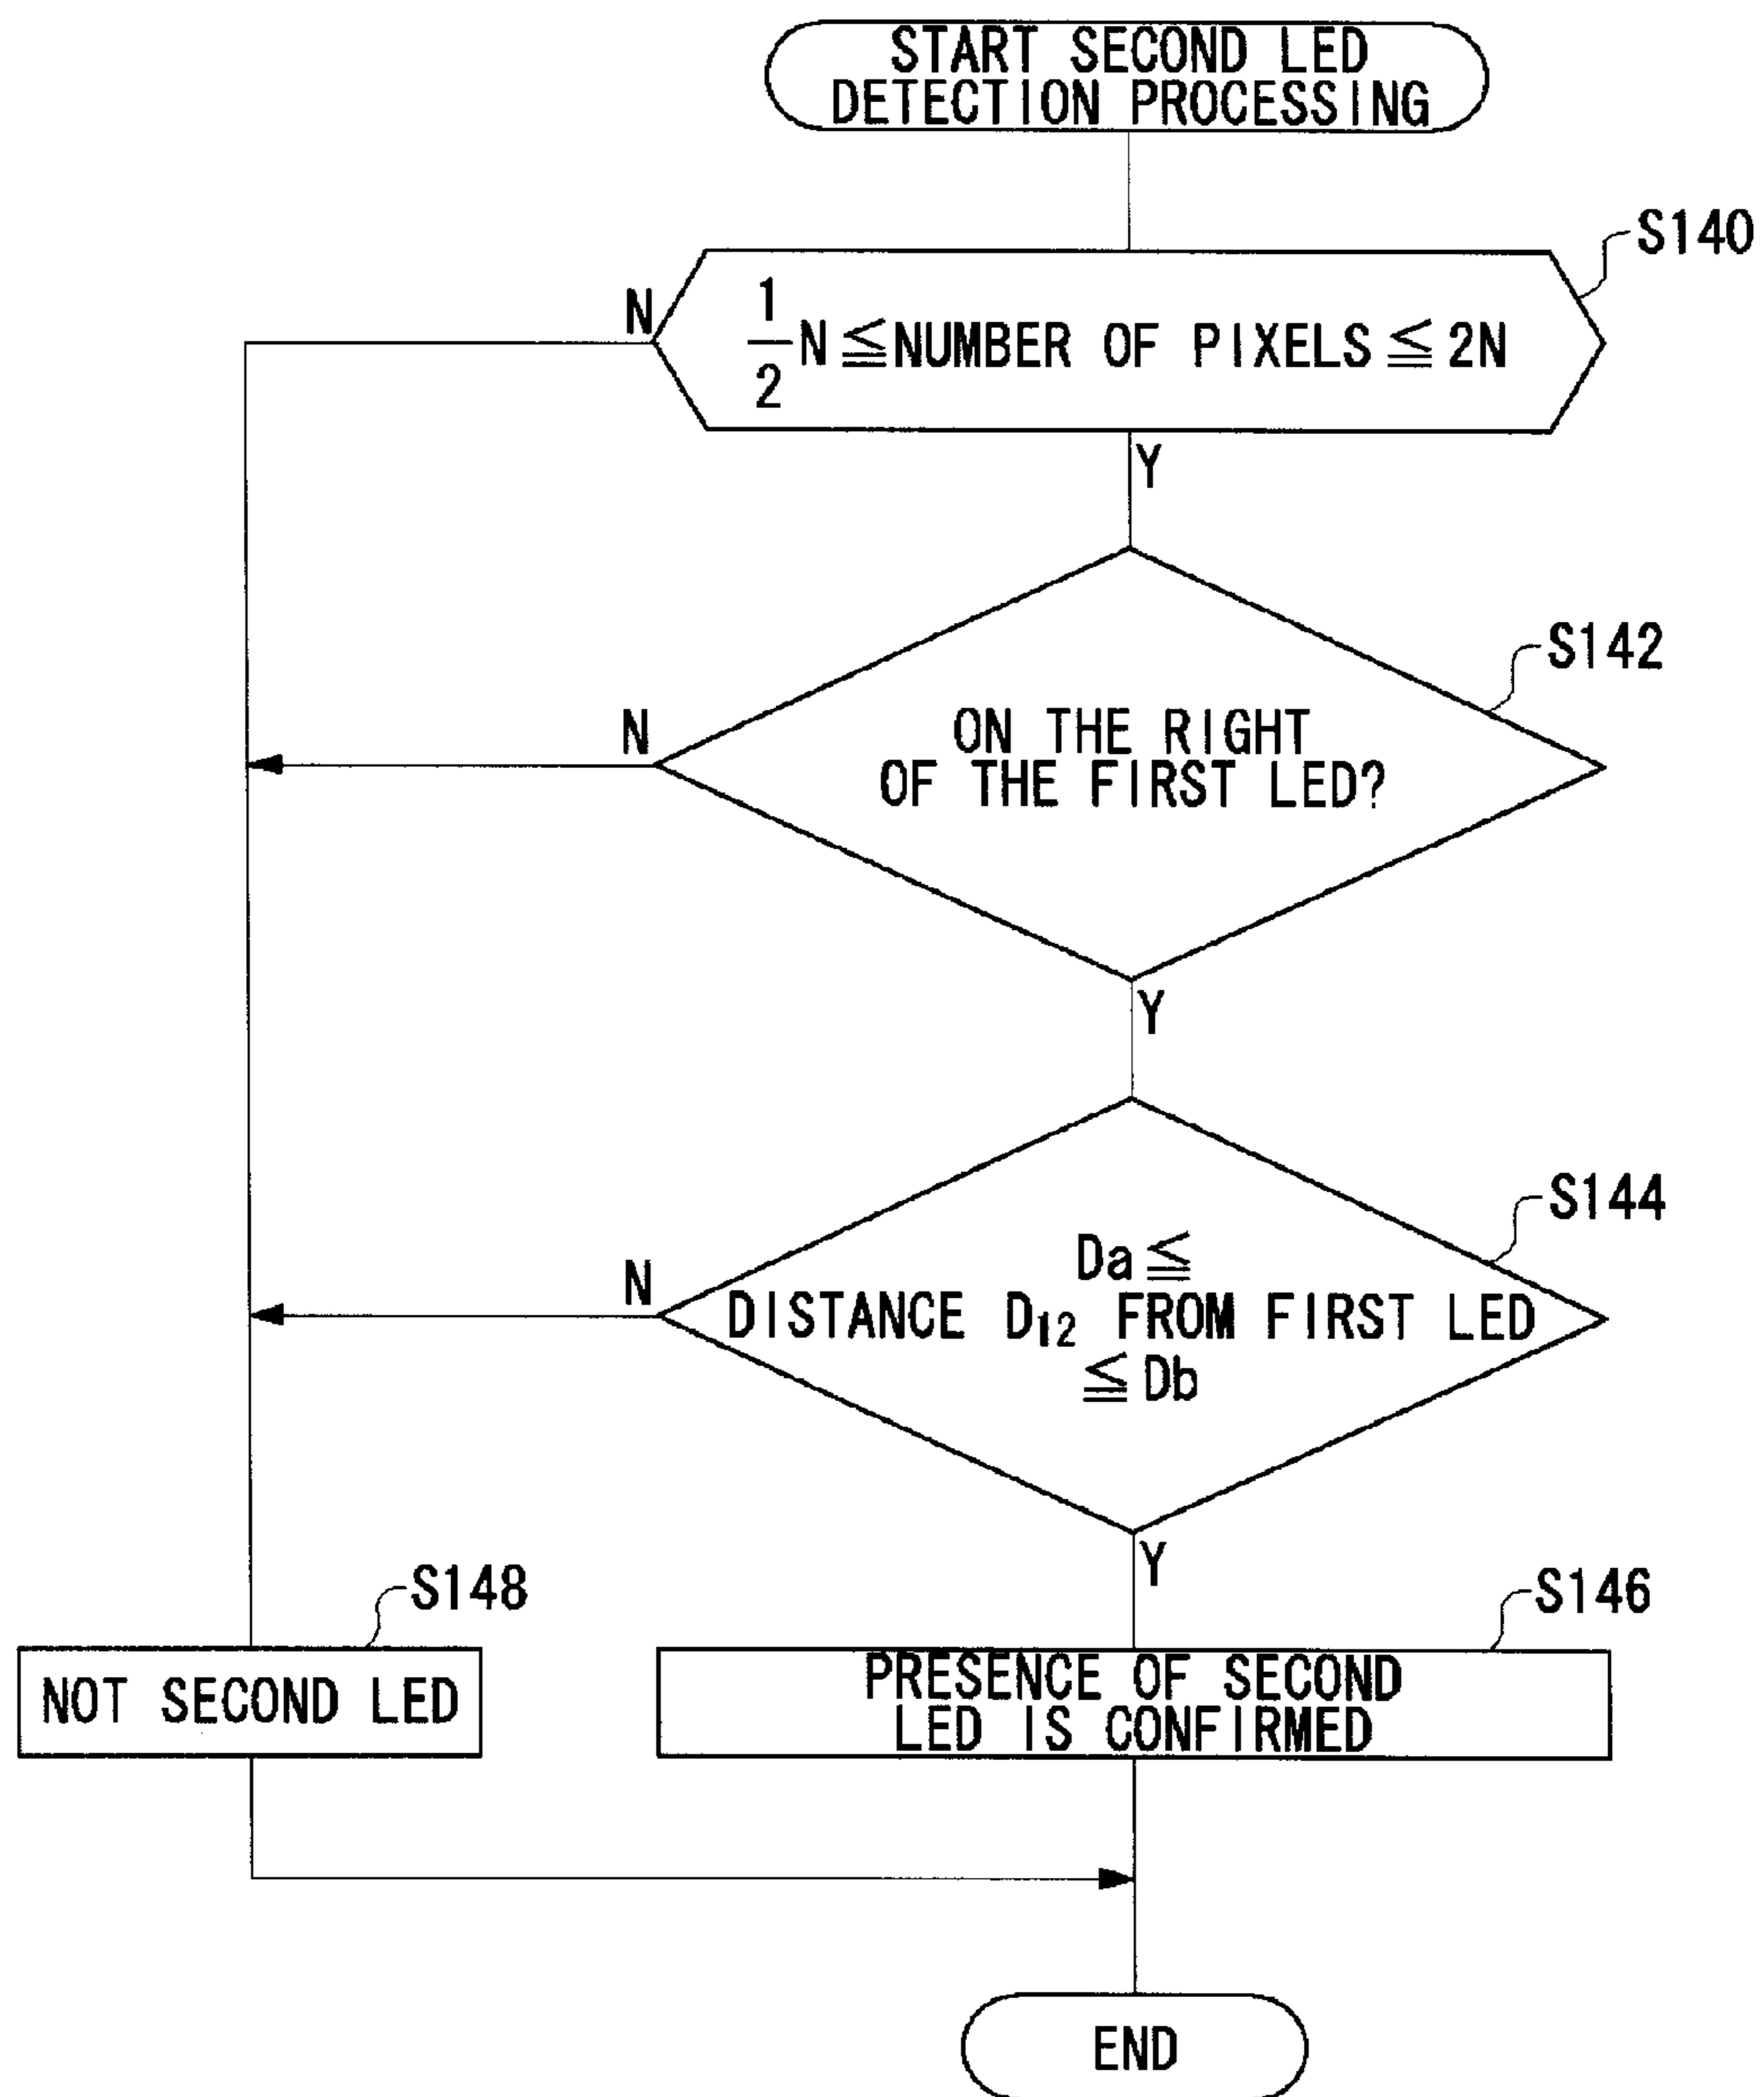 START SECOND LED
DETECTION PROCESSING
S140
N
1/2 N≦NUMBER OF PIXELS≦2N
Y
S142
N
ON THE RIGHT
OF THE FIRST LED?
Y
S144
N
Da≦
DISTANCE D₁₂ FROM FIRST LED
≦Db
Y
S148
S146
NOT SECOND LED
PRESENCE OF SECOND
LED IS CONFIRMED
END